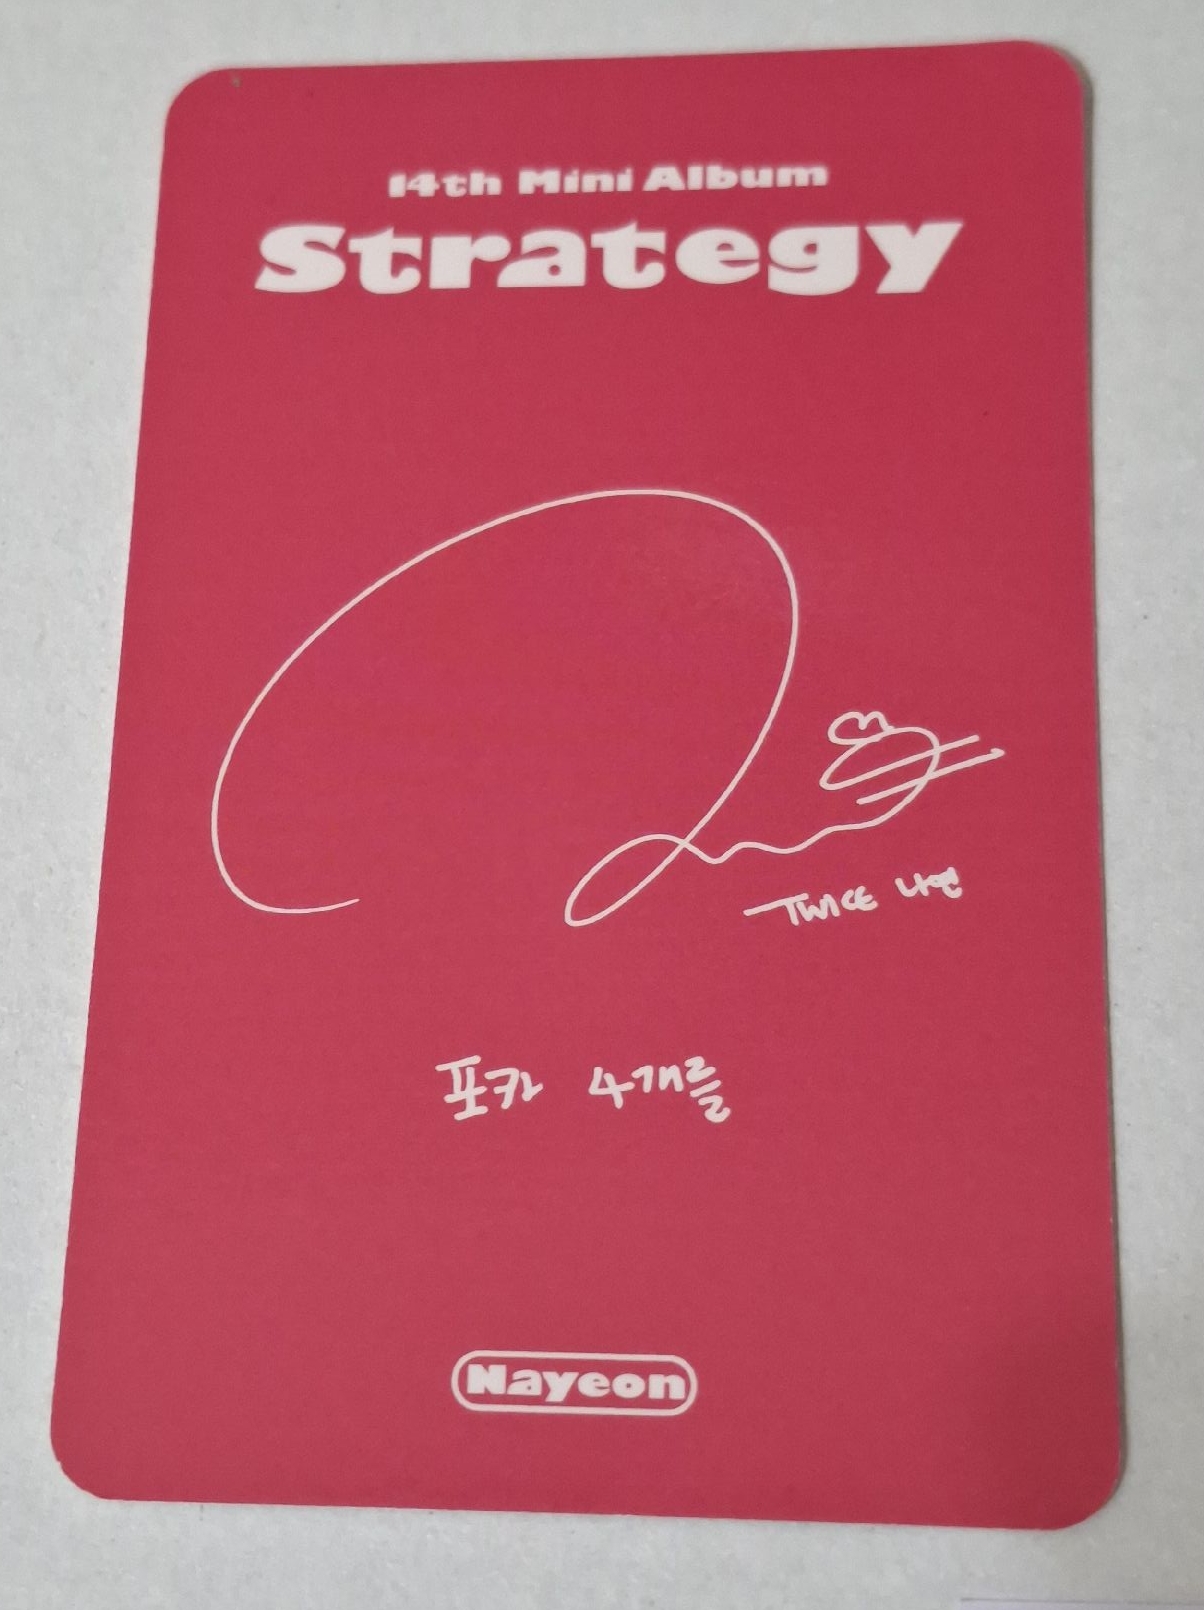 14th Mini Album
Strategy
TWICE 나연
포카 4개를
Nayeon